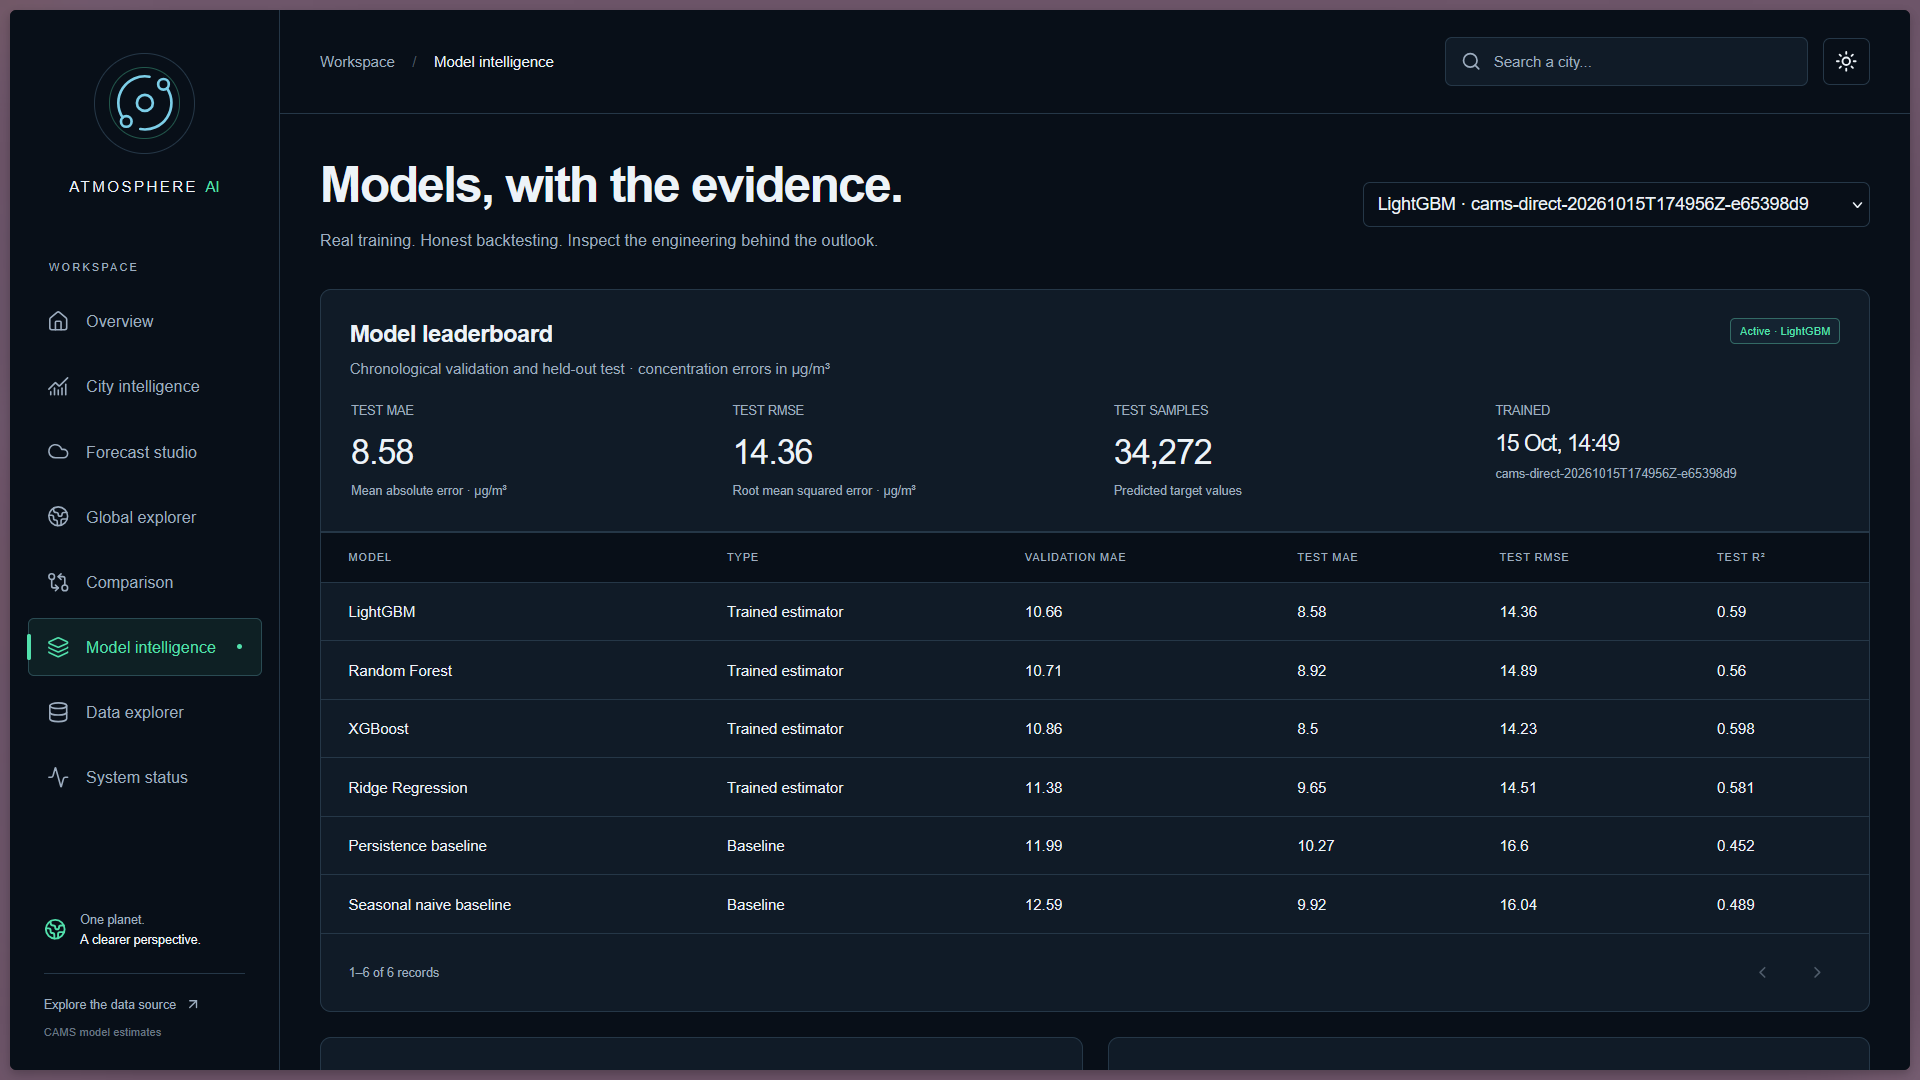 ATMOSPHERE AI
WORKSPACE
Overview
City intelligence
Forecast studio
Global explorer
Comparison
Model intelligence
Data explorer
System status
One planet.
A clearer perspective.
Explore the data source
CAMS model estimates
Workspace / Model intelligence
Search a city...
Models, with the evidence.
Real training. Honest backtesting. Inspect the engineering behind the outlook.
LightGBM · cams-direct-20261015T174956Z-e65398d9
Model leaderboard
Active · LightGBM
Chronological validation and held-out test · concentration errors in µg/m³
TEST MAE TEST RMSE TEST SAMPLES TRAINED
8.58 14.36 34,272 15 Oct, 14:49
Mean absolute error · µg/m³ Root mean squared error · µg/m³ Predicted target values cams-direct-20261015T174956Z-e65398d9
MODEL TYPE VALIDATION MAE TEST MAE TEST RMSE TEST R²
LightGBM Trained estimator 10.66 8.58 14.36 0.59
Random Forest Trained estimator 10.71 8.92 14.89 0.56
XGBoost Trained estimator 10.86 8.5 14.23 0.598
Ridge Regression Trained estimator 11.38 9.65 14.51 0.581
Persistence baseline Baseline 11.99 10.27 16.6 0.452
Seasonal naive baseline Baseline 12.59 9.92 16.04 0.489
1–6 of 6 records